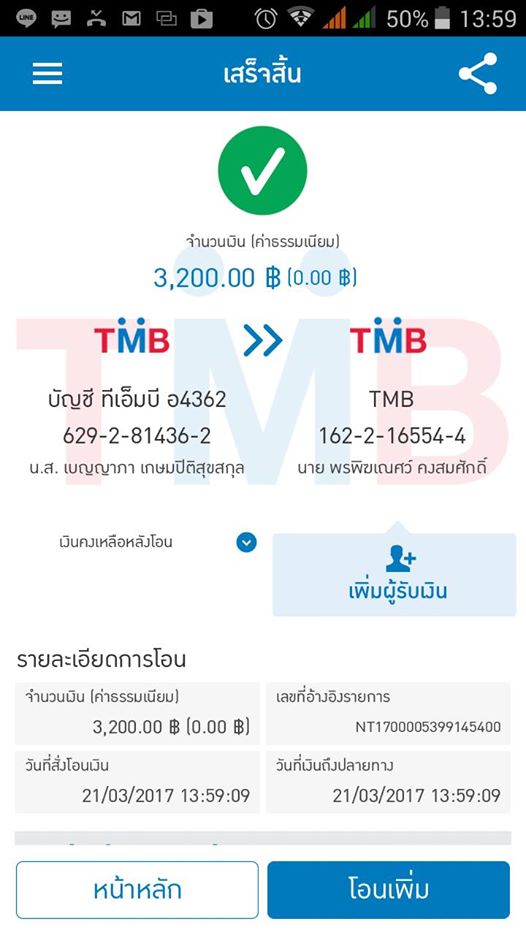 LINE
50% 13:59
เสร็จสิ้น
จำนวนเงิน (ค่าธรรมเนียม)
3,200.00 ฿ (0.00 ฿)
TMB TMB
บัญชี ทีเอ็มบี อ4362
629-2-81436-2
น.ส. เบญญาภา เกษมปิติสุขสกุล
TMB
162-2-16554-4
นาย พรพิฆเณศว์ คงสมศักดิ์
TMB
เงินคงเหลือหลังโอน
เพิ่มผู้รับเงิน
รายละเอียดการโอน
จำนวนเงิน (ค่าธรรมเนียม)
3,200.00 ฿ (0.00 ฿)
เลขที่อ้างอิงรายการ
NT1700005399145400
วันที่สั่งโอนเงิน
21/03/2017 13:59:09
วันที่เงินถึงปลายทาง
21/03/2017 13:59:09
หน้าหลัก
โอนเพิ่ม